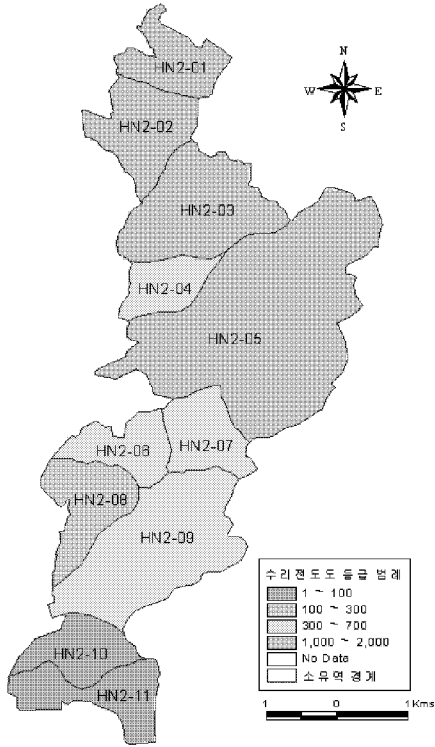 HN2-01
N
W E
S
HN2-02
HN2-03
HN2-04
HN2-05
HN2-06
HN2-07
HN2-08
HN2-09
수리전도도 등급 범례
1 ~ 100
100 ~ 300
300 ~ 700
1,000 ~ 2,000
No Data
소유역 경계
HN2-10
HN2-11
1 0 1 Kms